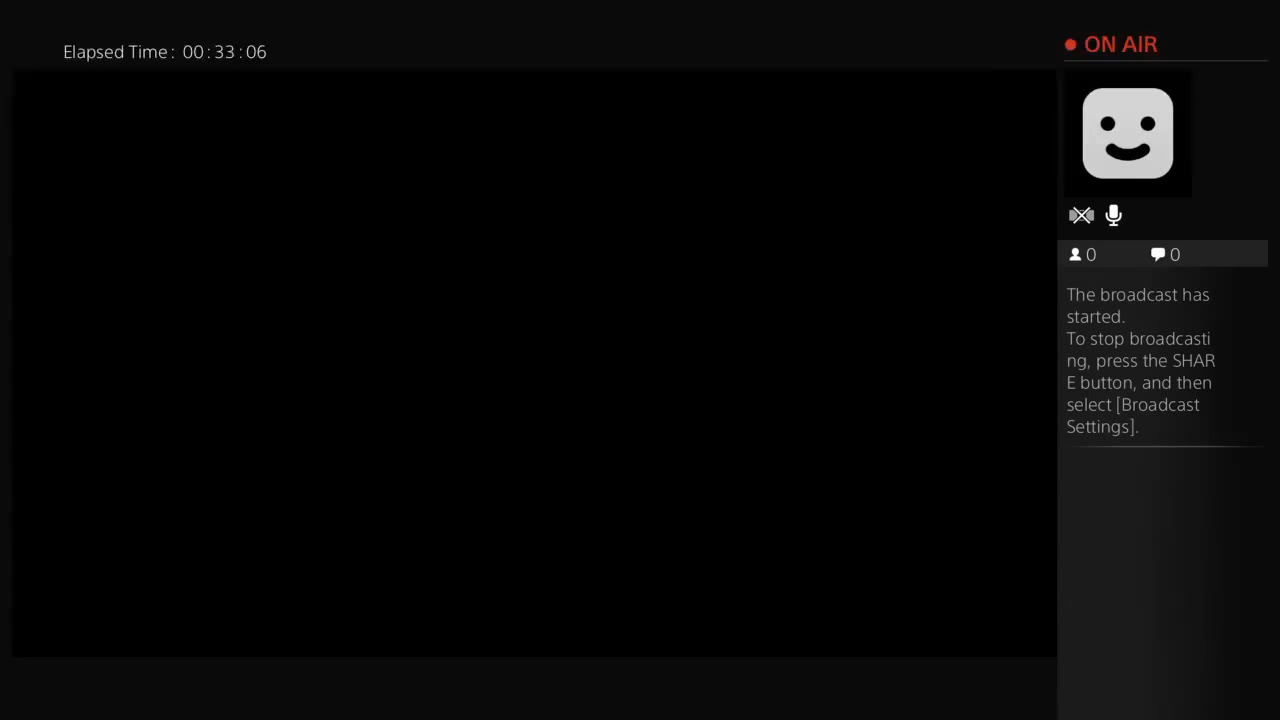 Elapsed Time: 00:33:06
ON AIR
0 0
The broadcast has
started.
To stop broadcasti
ng, press the SHAR
E button, and then
select [Broadcast
Settings].